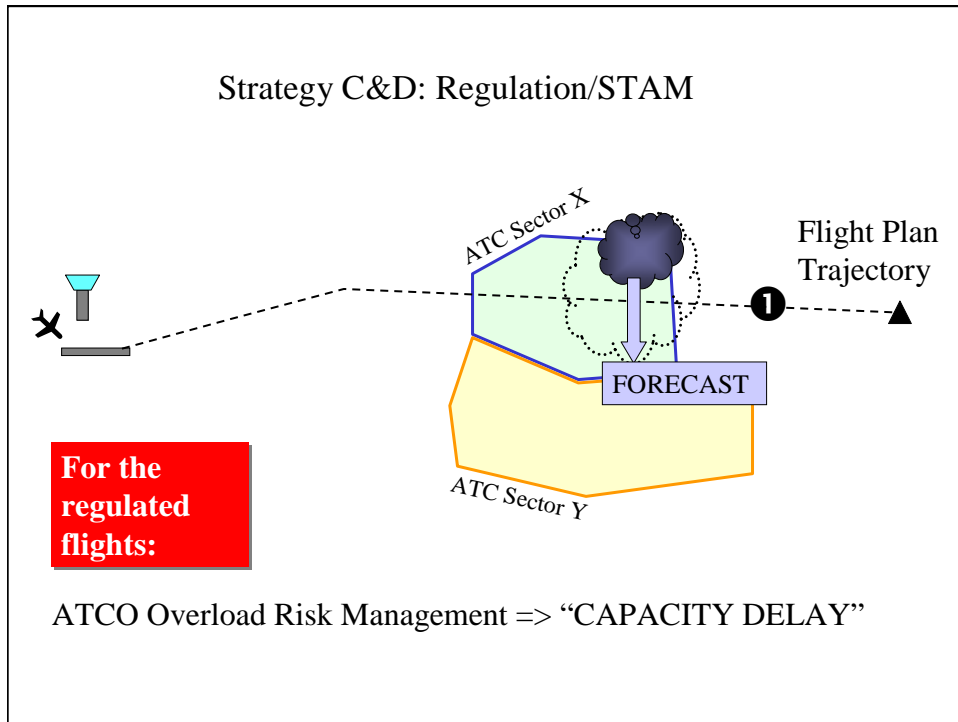 Strategy C&D: Regulation/STAM
ATC Sector X
Flight Plan
Trajectory
1
FORECAST
For the
regulated
flights:
ATC Sector Y
ATCO Overload Risk Management => “CAPACITY DELAY”